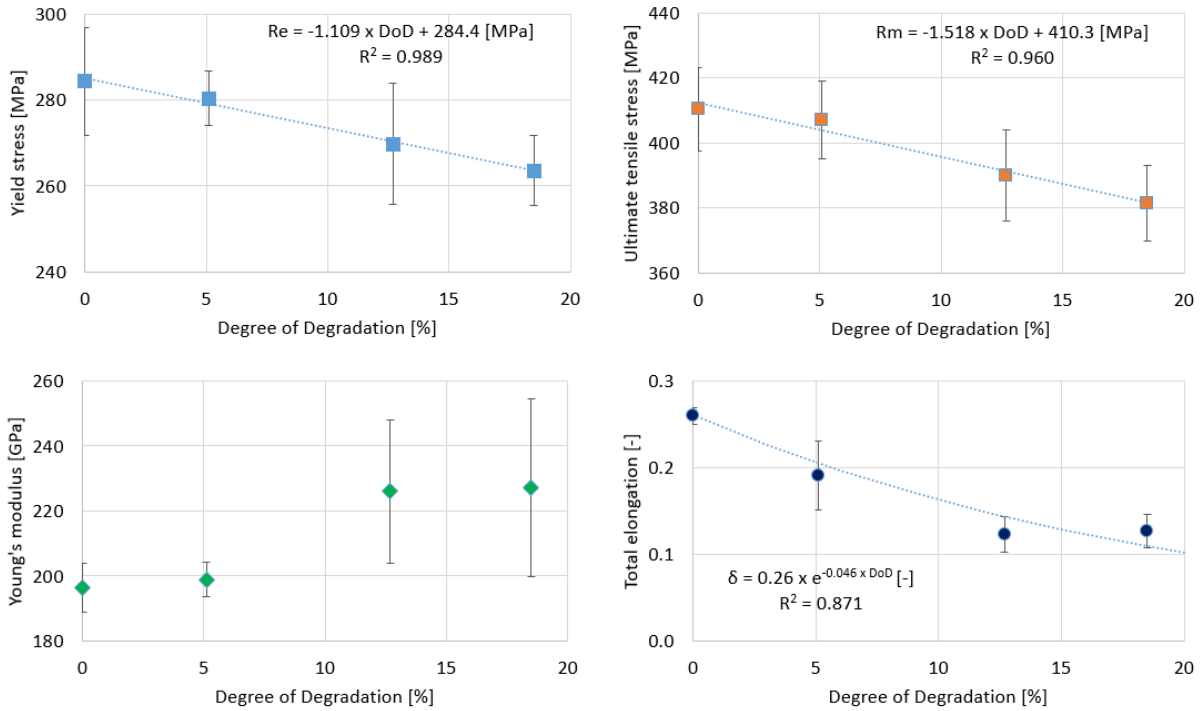 300
280
260
240
Yield stress [MPa]
Re = -1.109 x DoD + 284.4 [MPa]
R² = 0.989
0 5 10 15 20
Degree of Degradation [%]
440
420
400
380
360
Ultimate tensile stress [MPa]
Rm = -1.518 x DoD + 410.3 [MPa]
R² = 0.960
0 5 10 15 20
Degree of Degradation [%]
260
240
220
200
180
Young's modulus [GPa]
0 5 10 15 20
Degree of Degradation [%]
0.3
0.2
0.1
0.0
Total elongation [-]
δ = 0.26 x e^-0.046 x DoD [-]
R² = 0.871
0 5 10 15 20
Degree of Degradation [%]